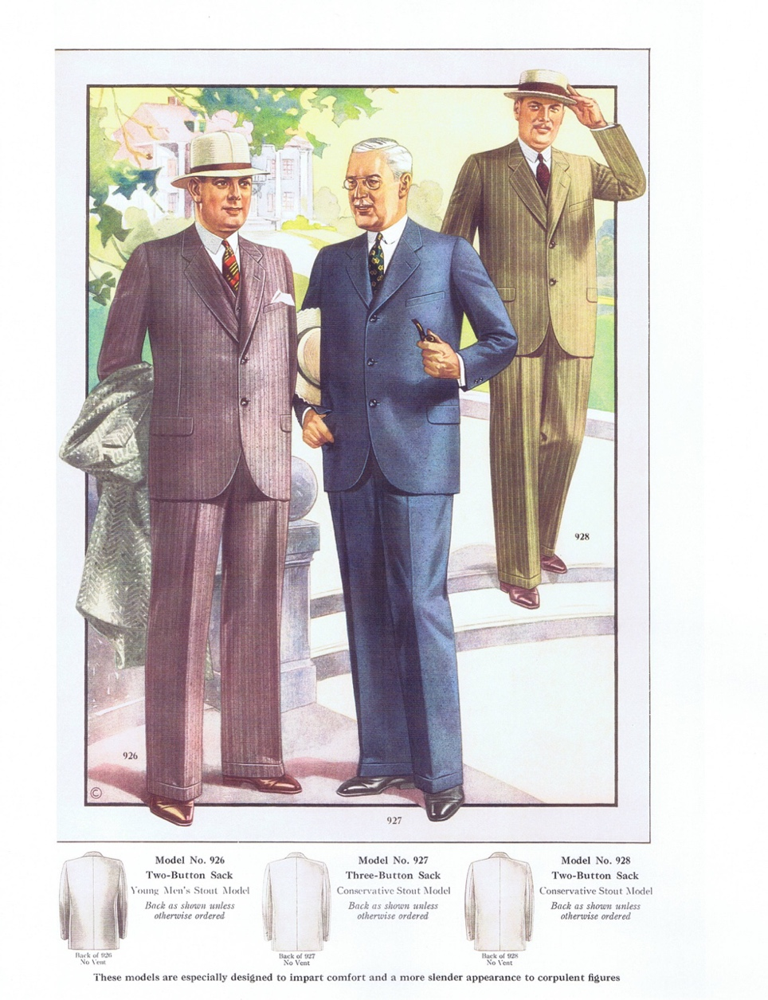 928
926
©
927
Model No. 926
Two-Button Sack
Young Men's Stout Model
Back as shown unless
otherwise ordered
Back of 926
No Vent
Model No. 927
Three-Button Sack
Conservative Stout Model
Back as shown unless
otherwise ordered
Back of 927
No Vent
Model No. 928
Two-Button Sack
Conservative Stout Model
Back as shown unless
otherwise ordered
Back of 928
No Vent
These models are especially designed to impart comfort and a more slender appearance to corpulent figures